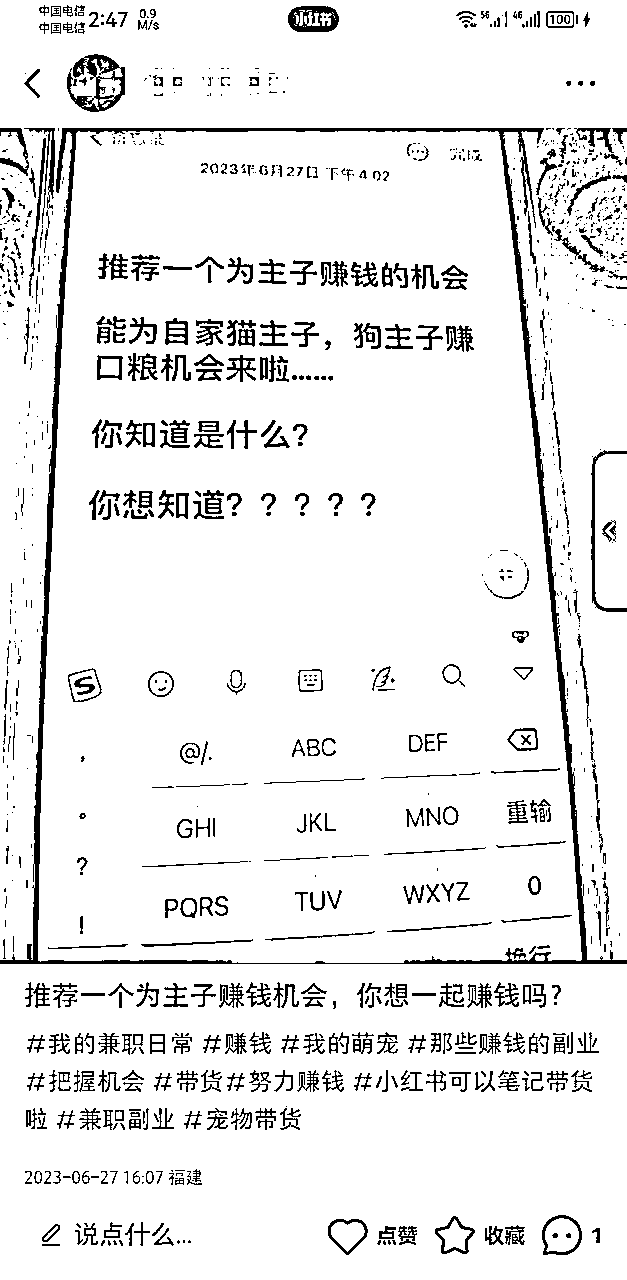 中国电信
中国电信
2:47
0.9
M/s
小红书
5G
4G
100
完成
2023年6月27日 下午4:02
推荐一个为主子赚钱的机会
能为自家猫主子，狗主子赚
口粮机会来啦……
你知道是什么？
你想知道？？？？？
S
，
@/.
ABC
DEF
。
GHI
JKL
MNO
重输
?
PQRS
TUV
WXYZ
0
!
换行
推荐一个为主子赚钱机会，你想一起赚钱吗？
#我的兼职日常 #赚钱 #我的萌宠 #那些赚钱的副业
#把握机会 #带货#努力赚钱 #小红书可以笔记带货
啦 #兼职副业 #宠物带货
2023-06-27 16:07 福建
说点什么...
点赞
收藏
1